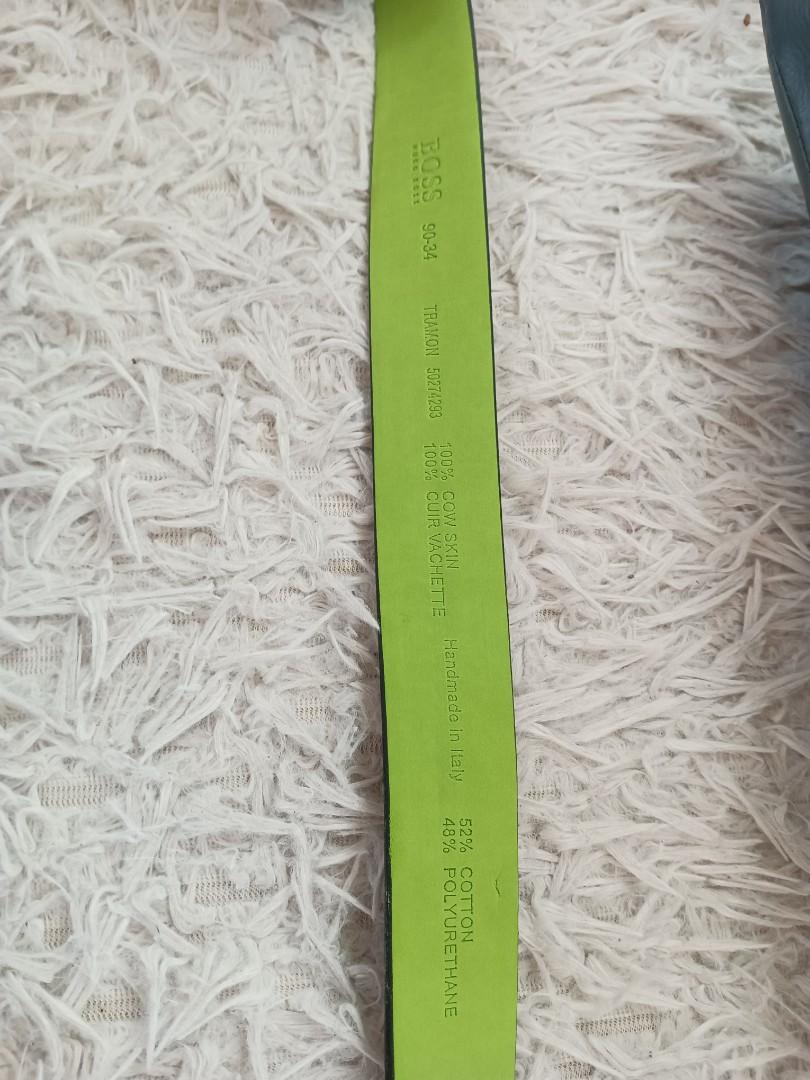 BOSS
HUGO BOSS
90-34
TRAMON 50274293
100% COW SKIN
100% CUIR VACHETTE
Handmade in Italy
52% COTTON
48% POLYURETHANE